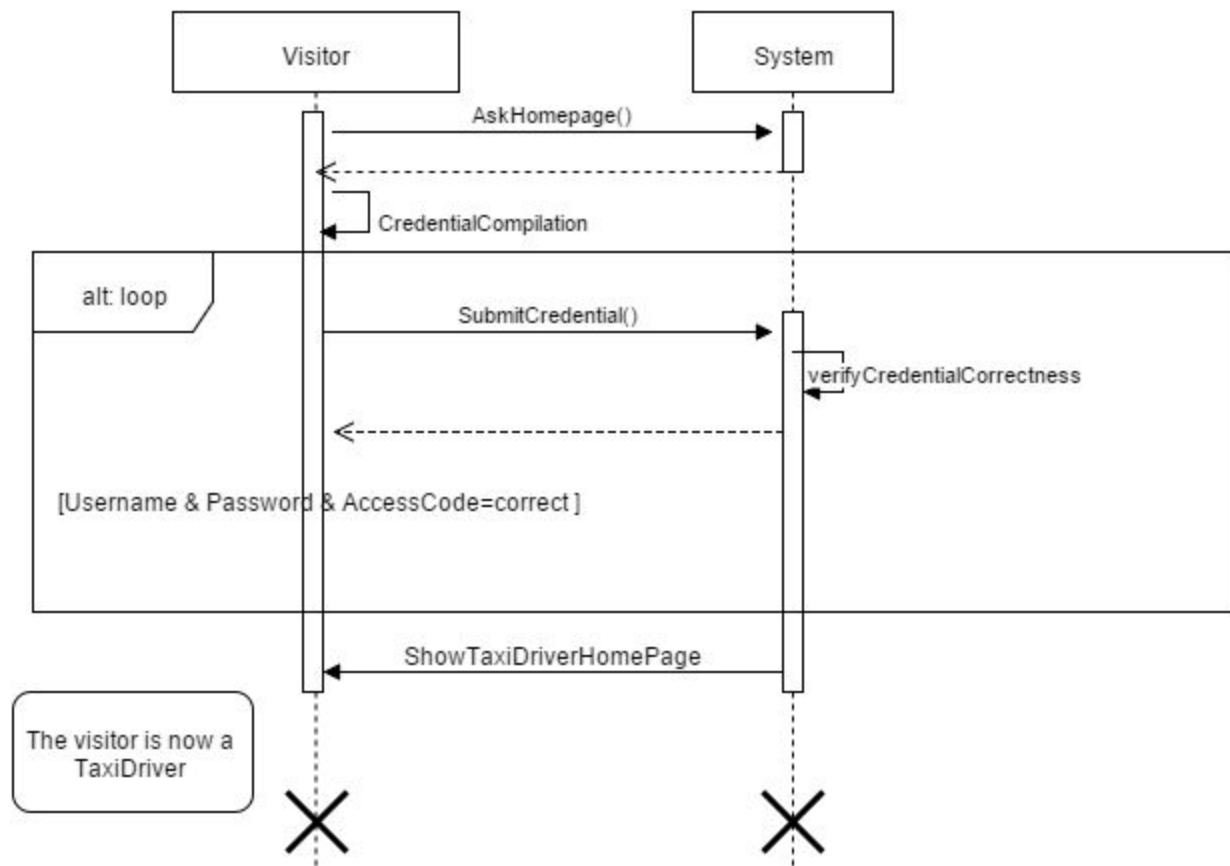 Visitor
System
AskHomepage()
CredentialCompilation
alt: loop
SubmitCredential()
verifyCredentialCorrectness
[Username & Password & AccessCode=correct ]
ShowTaxiDriverHomePage
The visitor is now a
TaxiDriver